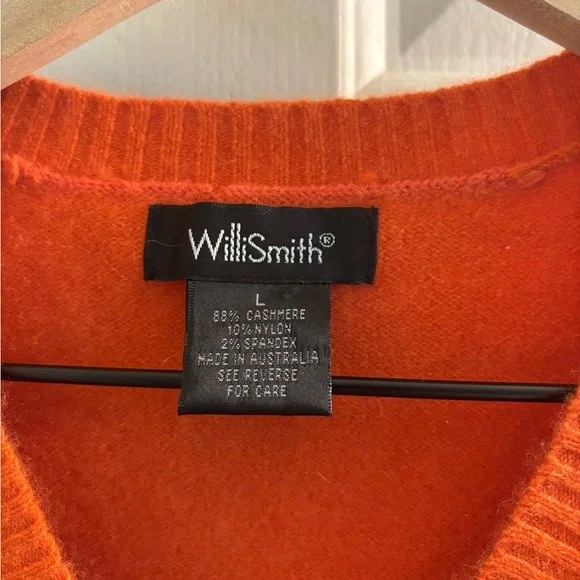 WilliSmith®
L
88% CASHMERE
10% NYLON
2% SPANDEX
MADE IN AUSTRALIA
SEE REVERSE
FOR CARE